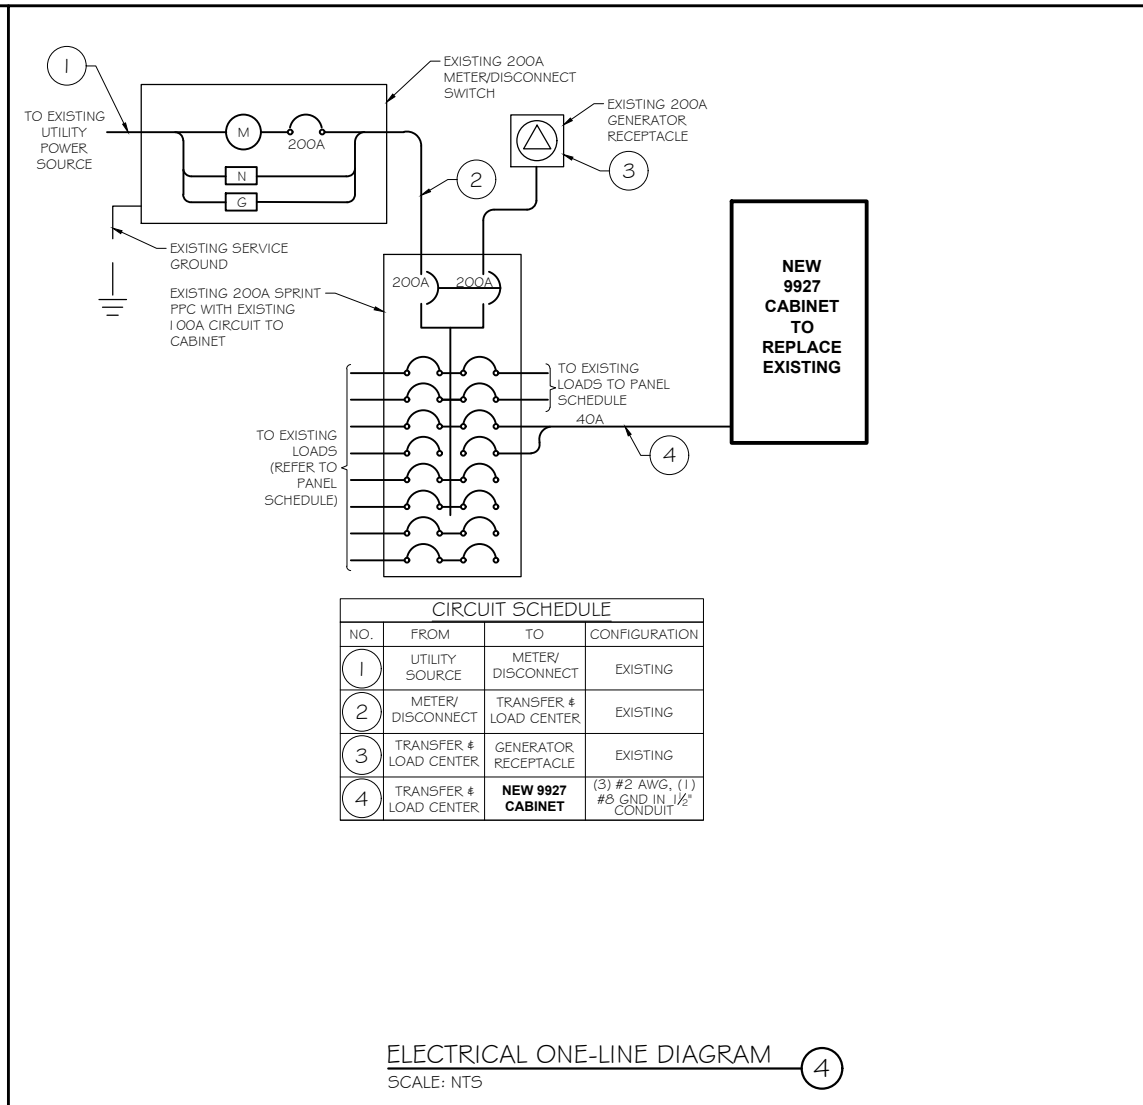 1
EXISTING 200A
METER/DISCONNECT
SWITCH
TO EXISTING
UTILITY
POWER
SOURCE
M
200A
N
G
EXISTING 200A
GENERATOR
RECEPTACLE
2
3
EXISTING SERVICE
GROUND
EXISTING 200A SPRINT
PPC WITH EXISTING
100A CIRCUIT TO
CABINET
200A
200A
NEW
9927
CABINET
TO
REPLACE
EXISTING
TO EXISTING
LOADS TO PANEL
SCHEDULE
40A
4
TO EXISTING
LOADS
(REFER TO
PANEL
SCHEDULE)
CIRCUIT SCHEDULE
NO. FROM TO CONFIGURATION
1 UTILITY SOURCE METER/ DISCONNECT EXISTING
2 METER/ DISCONNECT TRANSFER & LOAD CENTER EXISTING
3 TRANSFER & LOAD CENTER GENERATOR RECEPTACLE EXISTING
4 TRANSFER & LOAD CENTER NEW 9927 CABINET (3) #2 AWG, (1) #8 GND IN 1½" CONDUIT
ELECTRICAL ONE-LINE DIAGRAM
4
SCALE: NTS